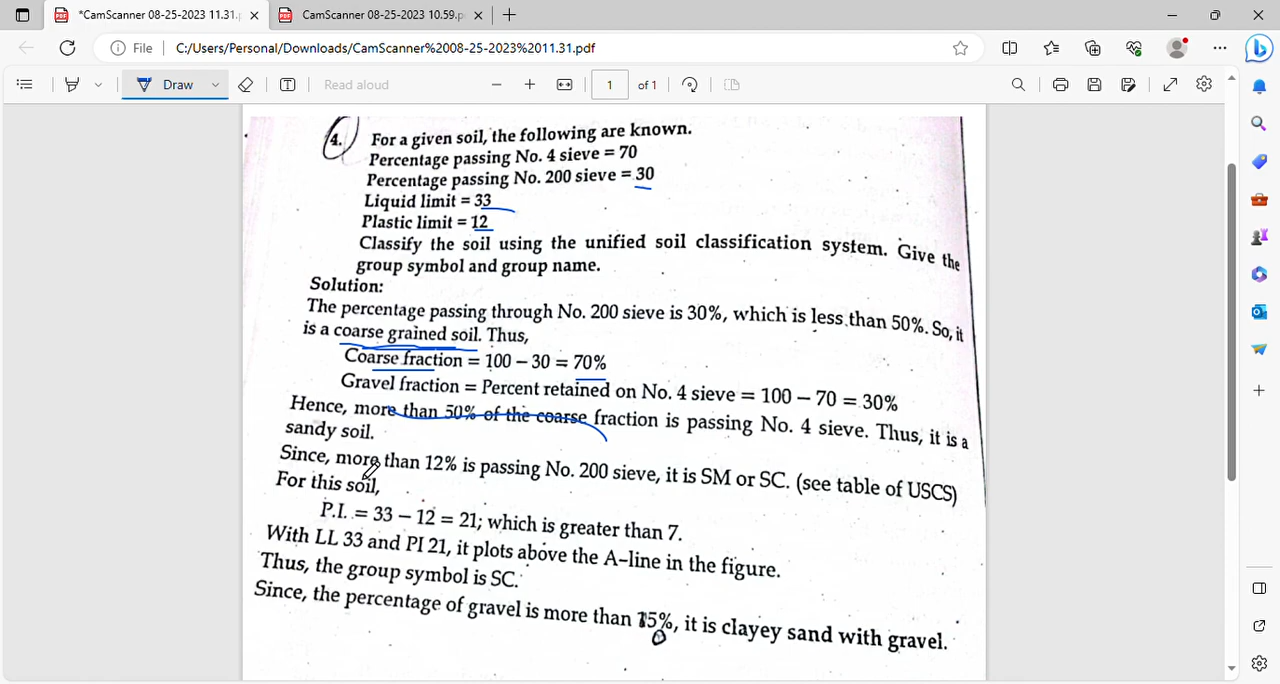 *CamScanner 08-25-2023 11.31.
CamScanner 08-25-2023 10.59.p
File
C:/Users/Personal/Downloads/CamScanner%2008-25-2023%2011.31.pdf
Draw
Read aloud
1
of 1
4. For a given soil, the following are known.
Percentage passing No. 4 sieve = 70
Percentage passing No. 200 sieve = 30
Liquid limit = 33
Plastic limit = 12
Classify the soil using the unified soil classification system. Give the
group symbol and group name.
Solution:
The percentage passing through No. 200 sieve is 30%, which is less than 50%. So, it
is a coarse grained soil. Thus,
Coarse fraction = 100 – 30 = 70%
Gravel fraction = Percent retained on No. 4 sieve = 100 – 70 = 30%
Hence, more than 50% of the coarse fraction is passing No. 4 sieve. Thus, it is a
sandy soil.
Since, more than 12% is passing No. 200 sieve, it is SM or SC. (see table of USCS)
For this soil,
P.I. = 33 – 12 = 21; which is greater than 7.
With LL 33 and PI 21, it plots above the A–line in the figure.
Thus, the group symbol is SC.
Since, the percentage of gravel is more than 15%, it is clayey sand with gravel.